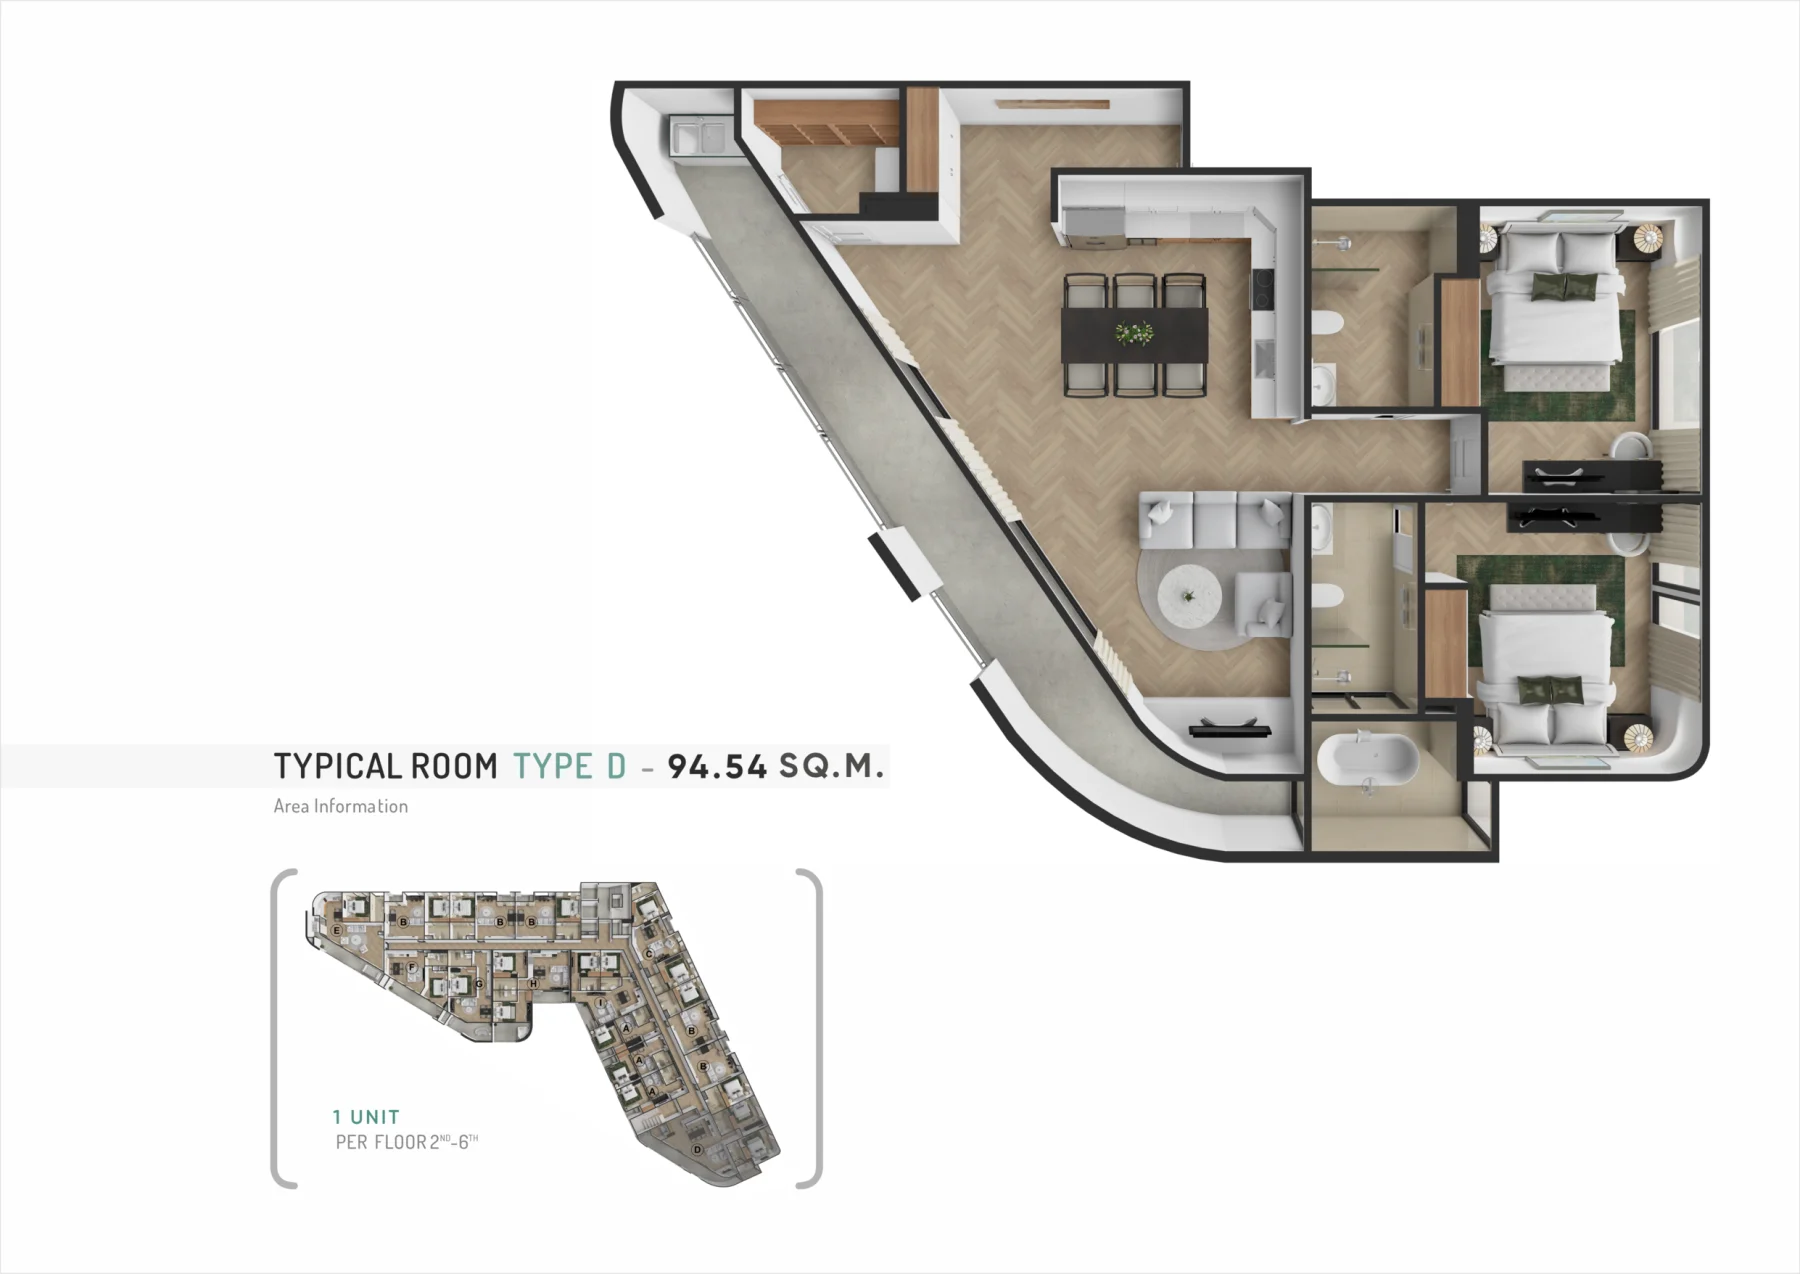 TYPICAL ROOM TYPE D - 94.54 SQ.M.
Area Information
E
B
B
B
C
F
G
H
I
A
B
A
B
A
D
1 UNIT
PER FLOOR 2ND-6TH